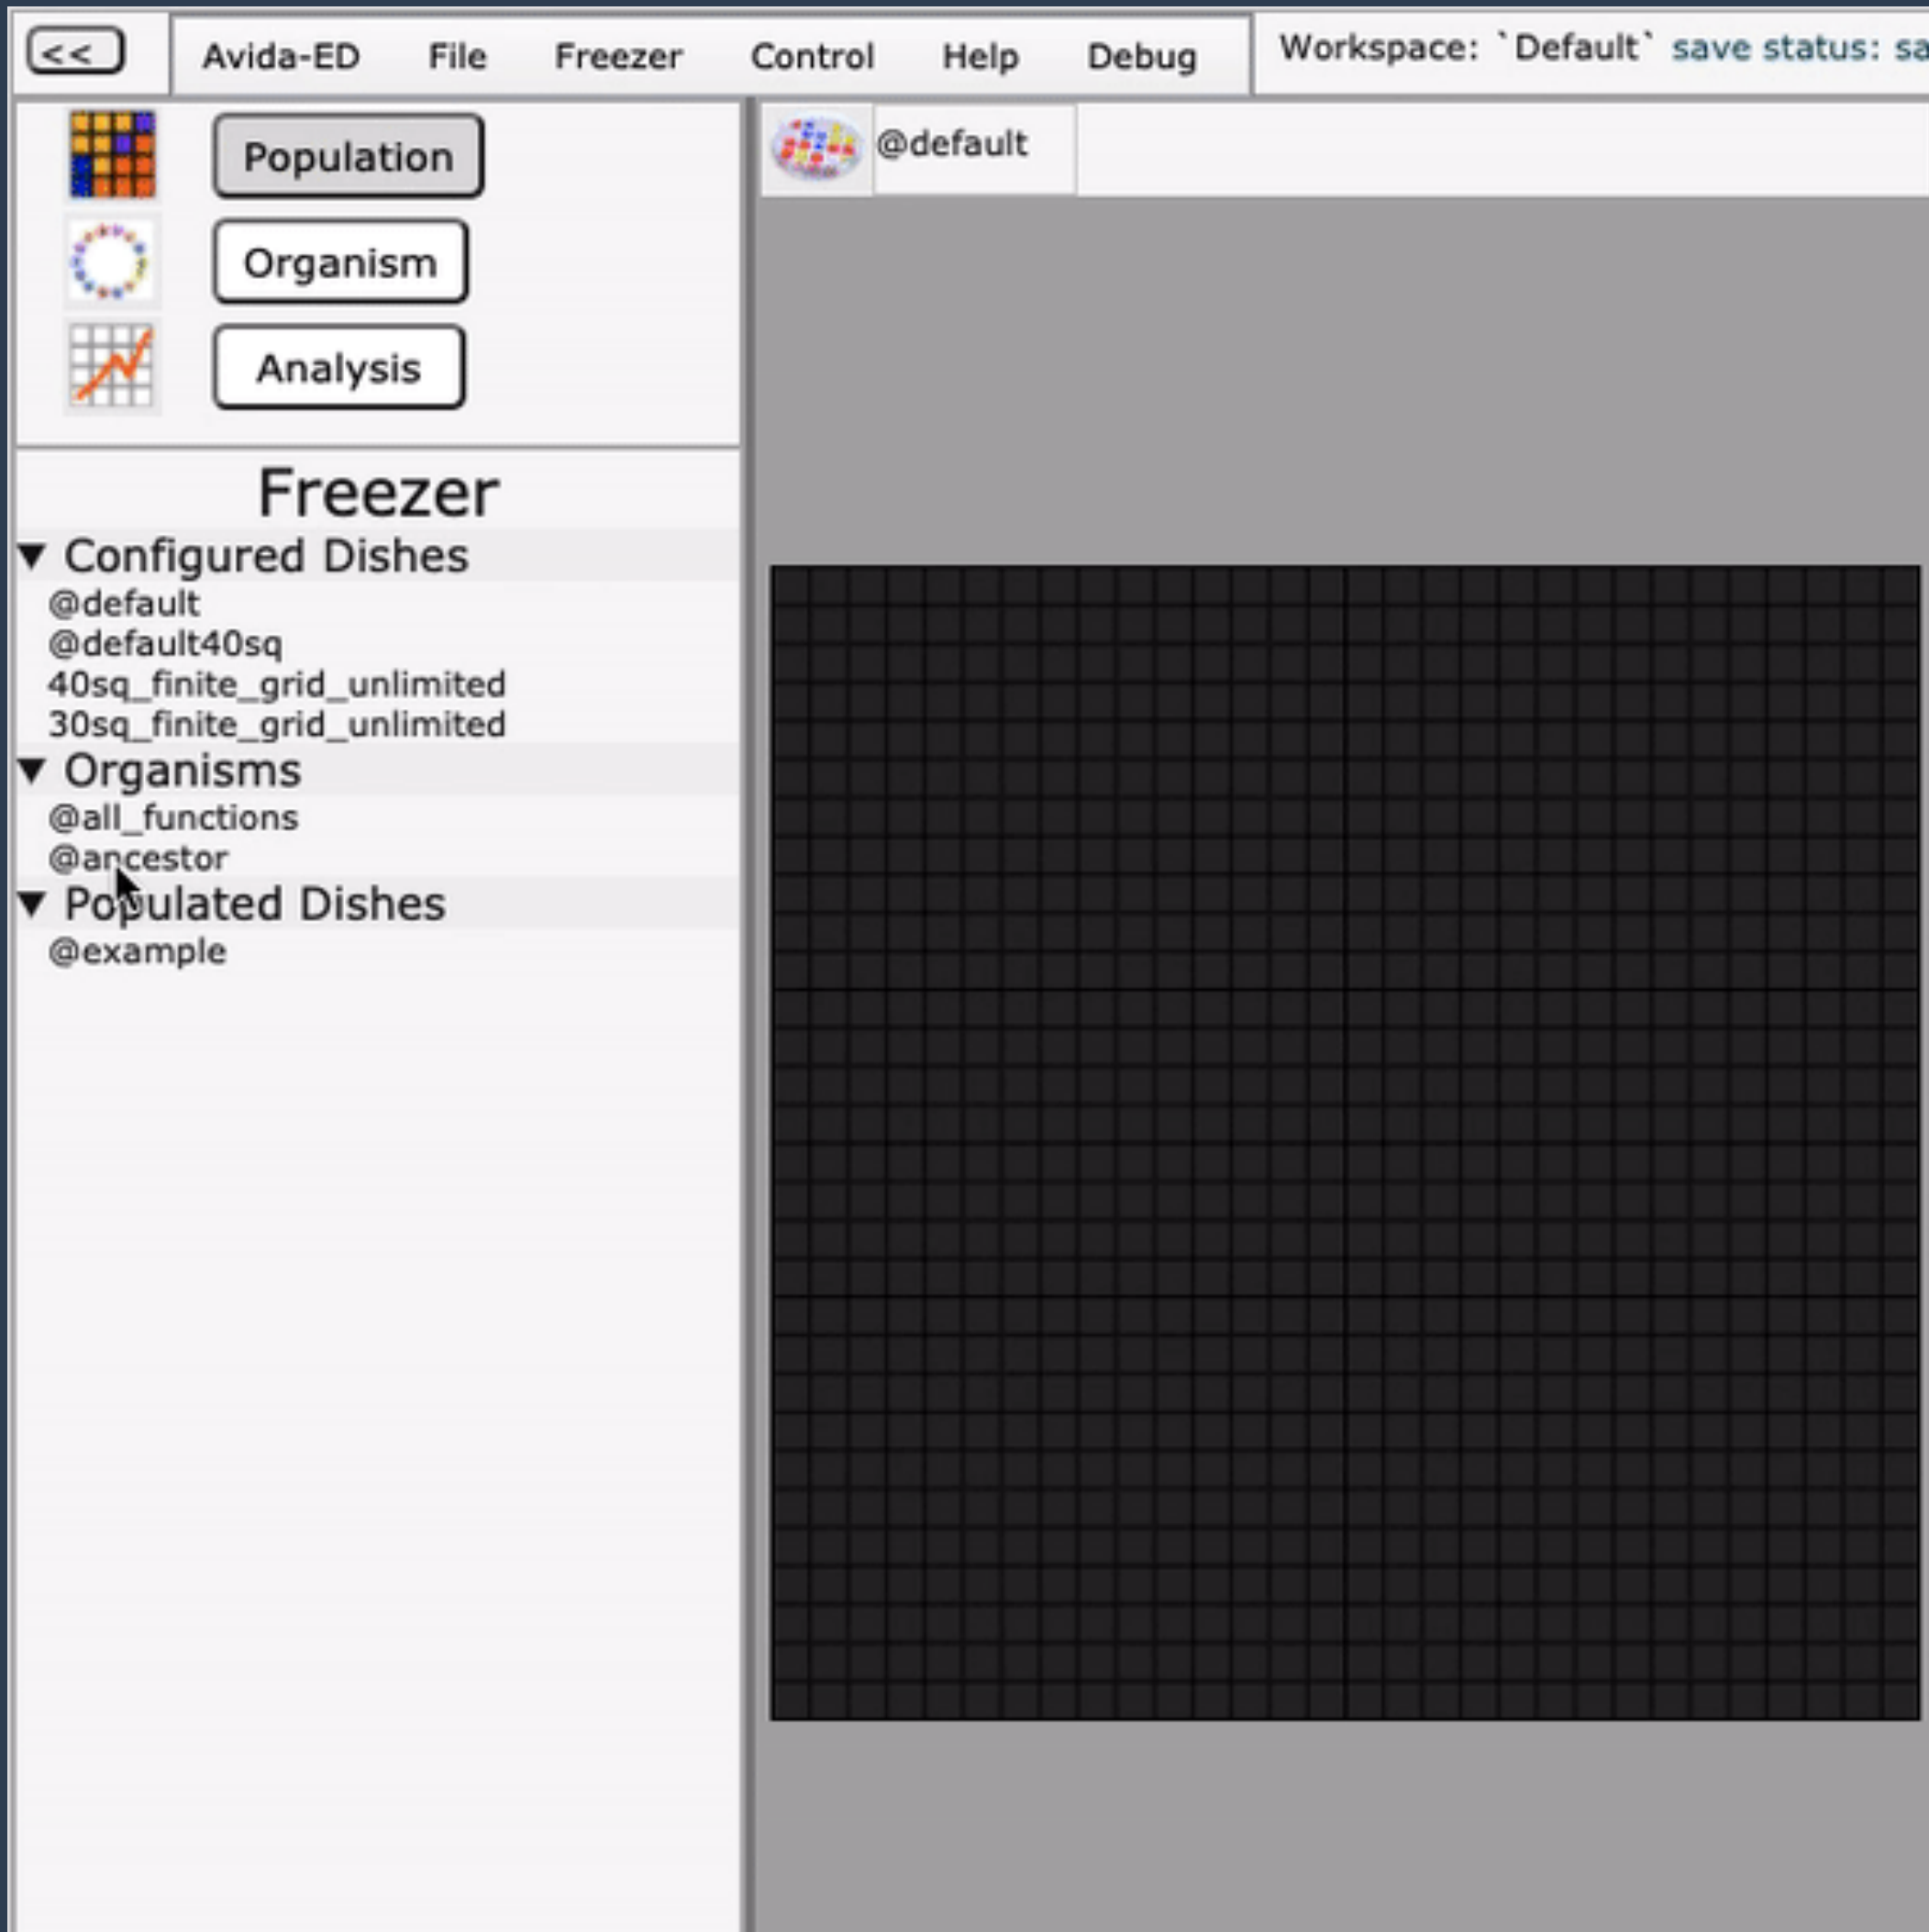 << Avida-ED File Freezer Control Help Debug Workspace: `Default` save status: sa
Population
Organism
Analysis
@default
Freezer
Configured Dishes
@default
@default40sq
40sq_finite_grid_unlimited
30sq_finite_grid_unlimited
Organisms
@all_functions
@ancestor
Populated Dishes
@example